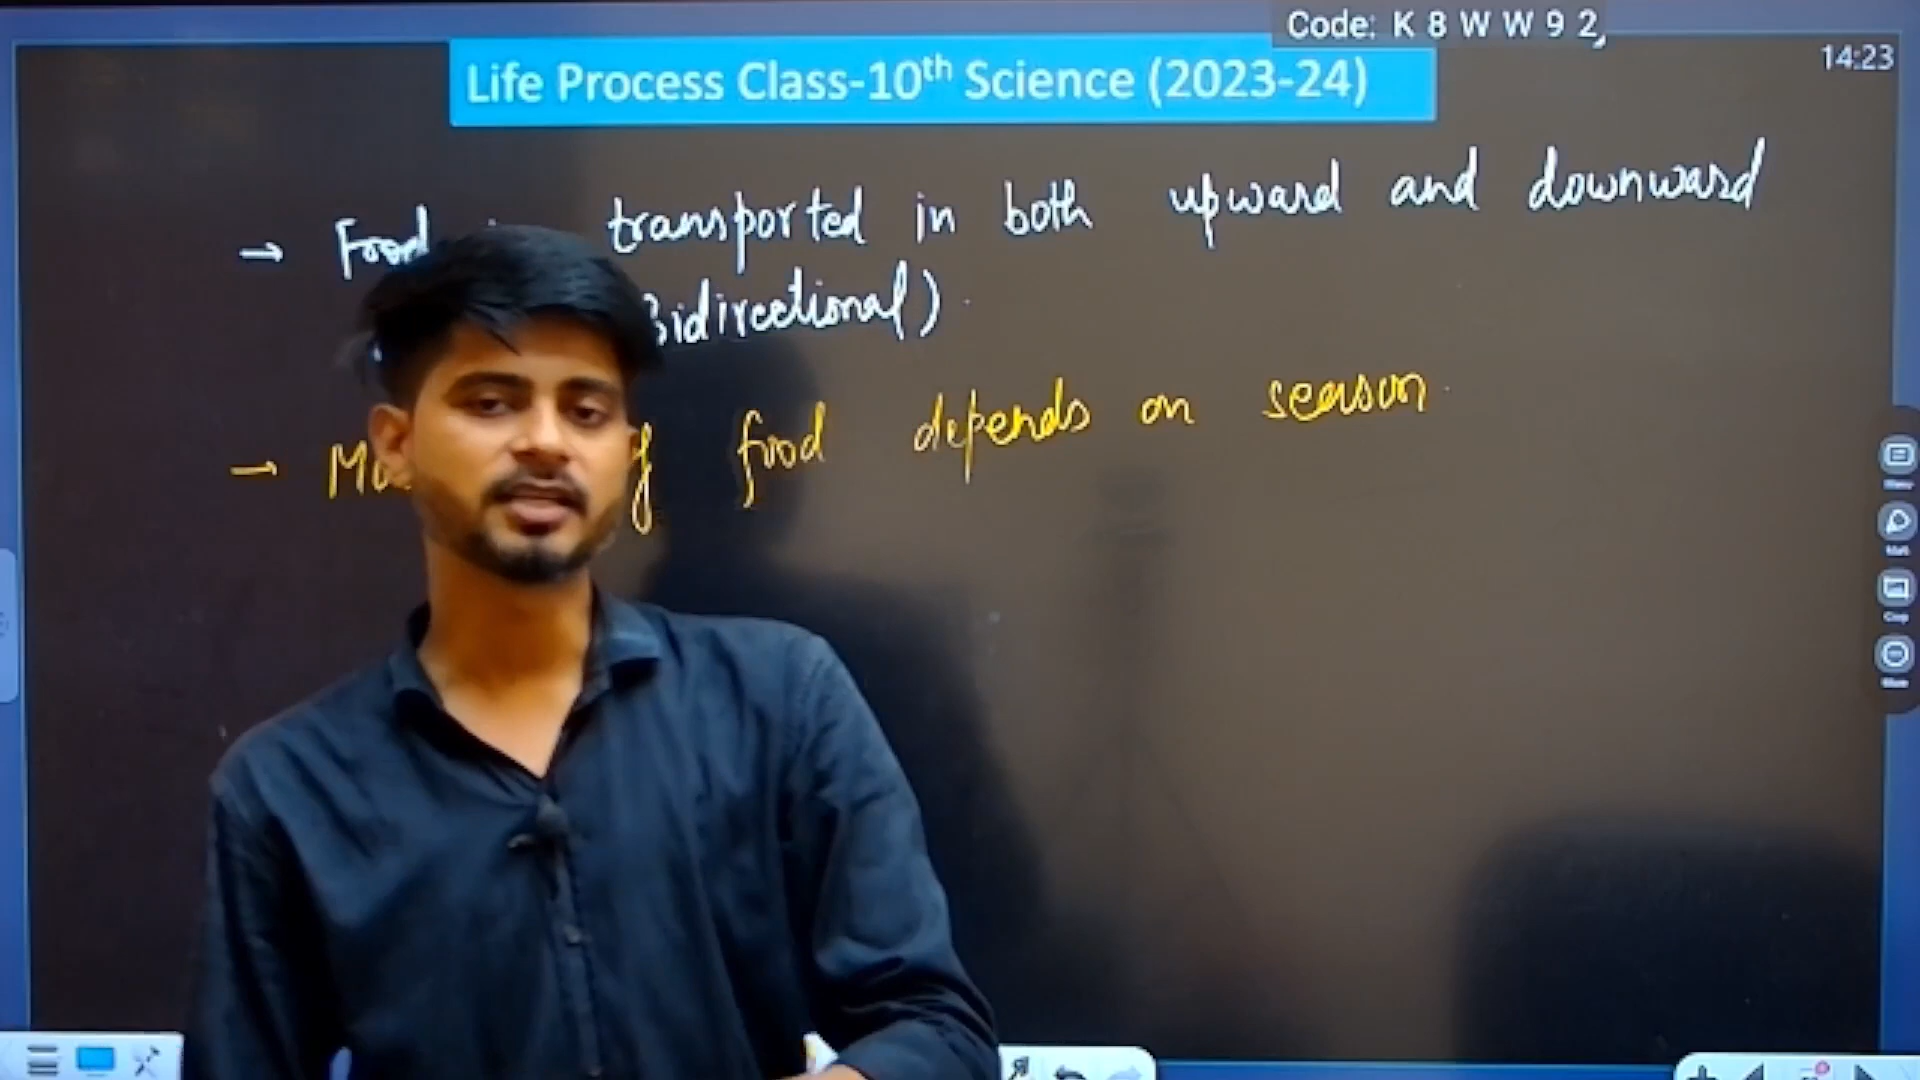 Code: K 8 W W 9 2,
14:23
Life Process Class-10th Science (2023-24)
→ Food transported in both upward and downward
Bidirectional)
→ food depends on season